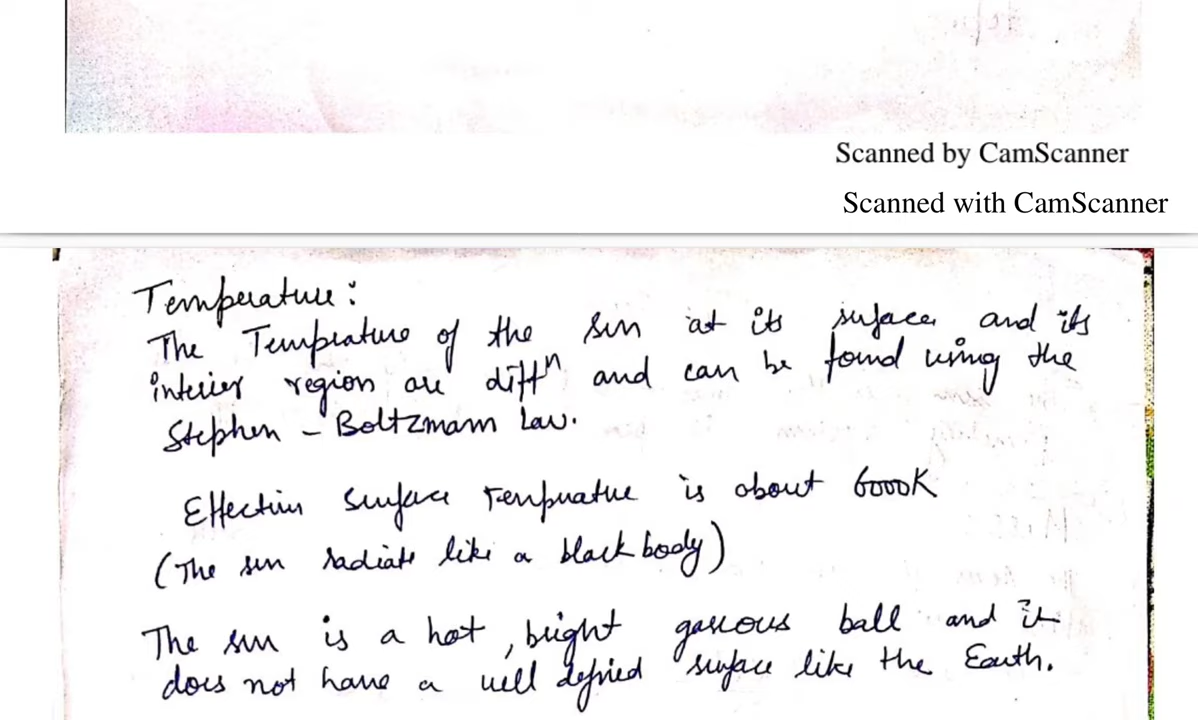 Scanned by CamScanner
Scanned with CamScanner
Temperature:
The Temprature of the sun at its surface and its
interier region are diffⁿ and can be found using the
Stephen - Boltzmann Law.
Effective surface Temprature is about 6000K
(The sun radiate like a black body)
The sun is a hot, bright gaseous ball and it
does not have a well defined surface like the Earth.